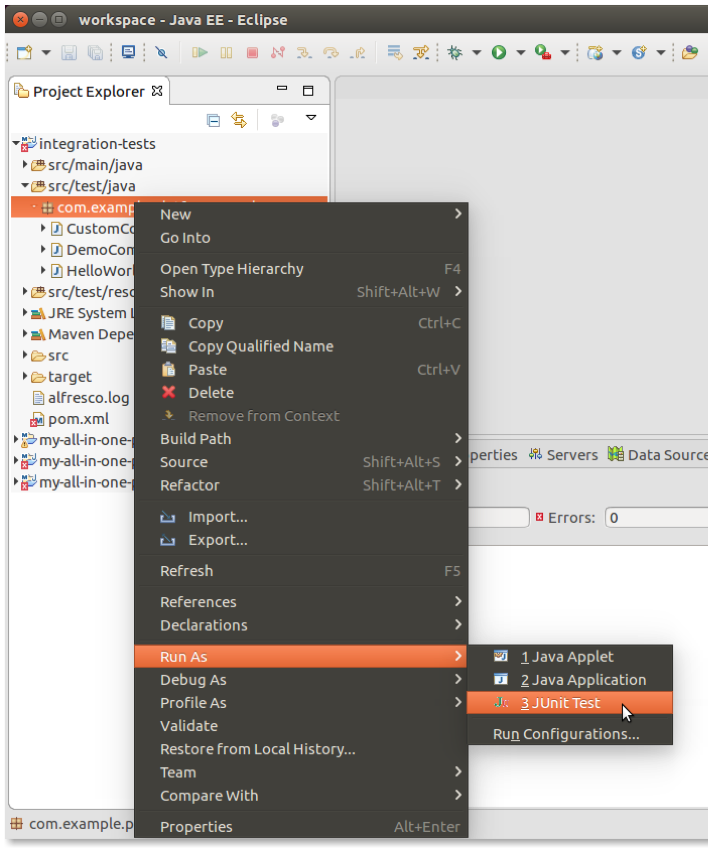 workspace - Java EE - Eclipse
Project Explorer
integration-tests
src/main/java
src/test/java
com.examp
CustomCo
DemoCom
HelloWorl
src/test/reso
JRE System L
Maven Depe
src
target
alfresco.log
pom.xml
my-all-in-one-p
my-all-in-one-p
my-all-in-one-p
New
Go Into
Open Type Hierarchy F4
Show In Shift+Alt+W
Copy Ctrl+C
Copy Qualified Name
Paste Ctrl+V
Delete
Remove from Context
Build Path
Source Shift+Alt+S
Refactor Shift+Alt+T
Import...
Export...
Refresh F5
References
Declarations
Run As
Debug As
Profile As
Validate
Restore from Local History...
Team
Compare With
Properties Alt+Enter
1 Java Applet
2 Java Application
3 JUnit Test
Run Configurations...
perties Servers Data Source
Errors: 0
com.example.p